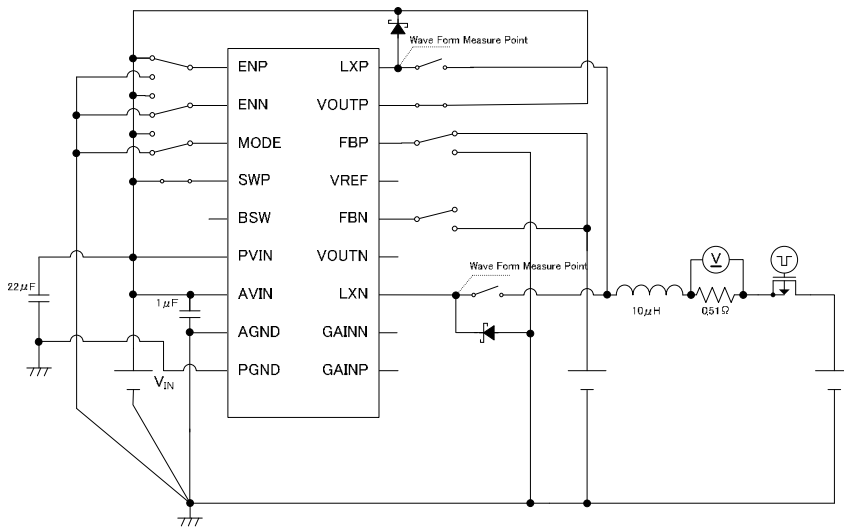 Wave Form Measure Point
ENP
LXP
ENN
VOUTP
MODE
FBP
SWP
VREF
BSW
FBN
PVIN
VOUTN
Wave Form Measure Point
22μF
1μF
AVIN
LXN
V
10μH
0.51Ω
AGND
GAINN
VIN
PGND
GAINP